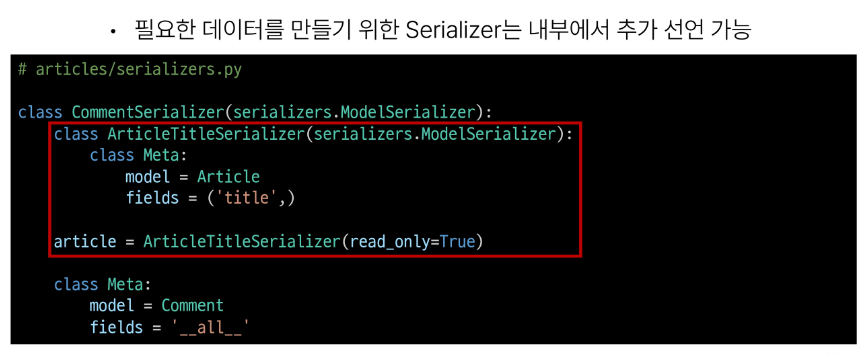 • 필요한 데이터를 만들기 위한 Serializer는 내부에서 추가 선언 가능
# articles/serializers.py
class CommentSerializer(serializers.ModelSerializer):
    class ArticleTitleSerializer(serializers.ModelSerializer):
        class Meta:
            model = Article
            fields = ('title',)
    article = ArticleTitleSerializer(read_only=True)
    class Meta:
        model = Comment
        fields = '__all__'